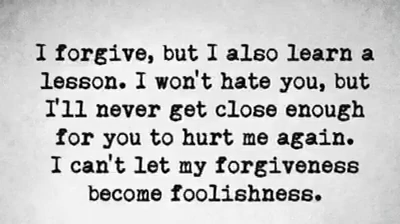 I forgive, but I also learn a
lesson. I won't hate you, but
I'll never get close enough
for you to hurt me again.
I can't let my forgiveness
become foolishness.